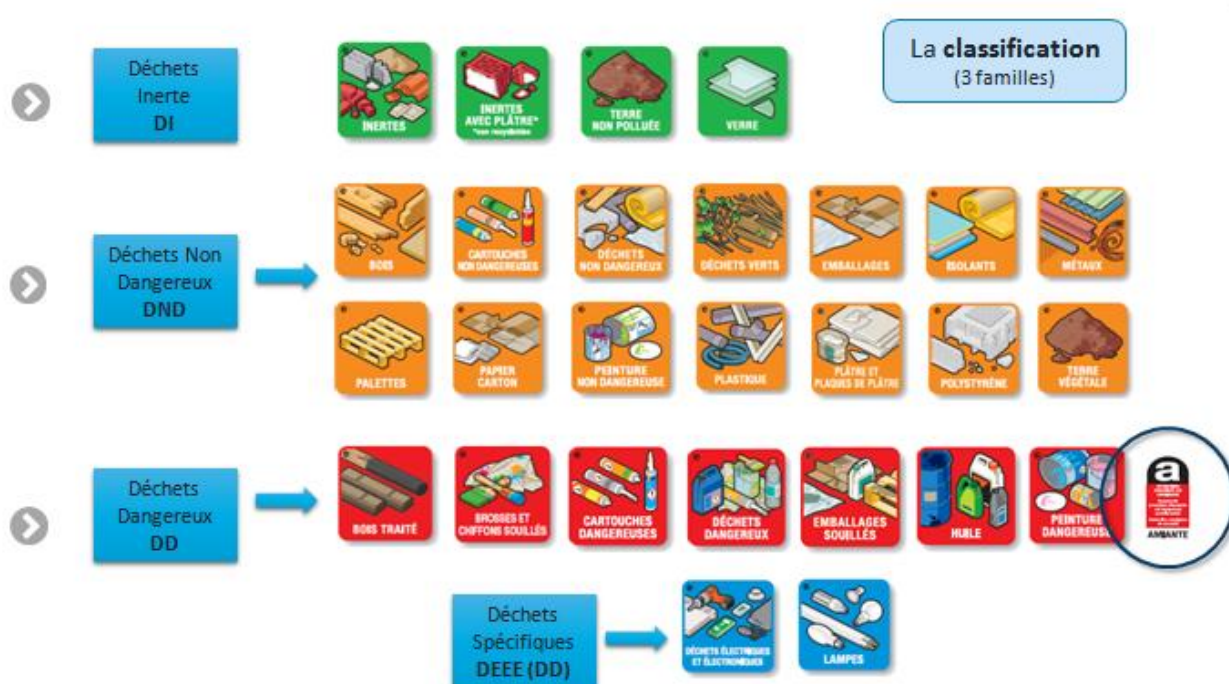 La classification
(3 familles)
Déchets
Inerte
DI
INERTES
INERTES
AVEC PLÂTRE*
*non recyclables
TERRE
NON POLLUÉE
VERRE
Déchets Non
Dangereux
DND
BOIS
CARTOUCHES
NON DANGEREUSES
DÉCHETS
NON DANGEREUX
DÉCHETS VERTS
EMBALLAGES
ISOLANTS
MÉTAUX
PALETTES
PAPIER
CARTON
PEINTURE
NON DANGEREUSE
PLASTIQUE
PLÂTRE ET
PLAQUES DE PLÂTRE
POLYSTYRÈNE
TERRE
VÉGÉTALE
Déchets
Dangereux
DD
BOIS TRAITÉ
BROSSES ET
CHIFFONS SOUILLÉS
CARTOUCHES
DANGEREUSES
DÉCHETS
DANGEREUX
EMBALLAGES
SOUILLÉS
HUILE
PEINTURE
DANGEREUSE
a
AMIANTE
Déchets
Spécifiques
DEEE (DD)
DÉCHETS ÉLECTRIQUES
ET ÉLECTRONIQUES
LAMPES